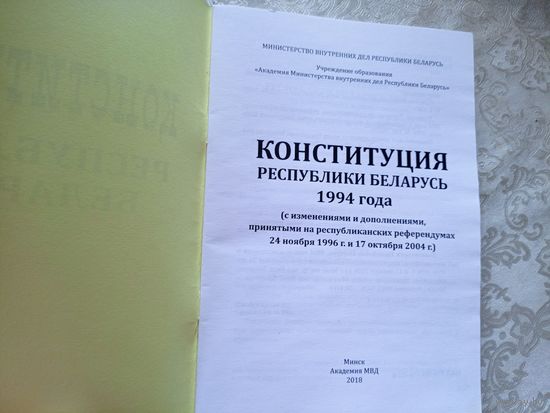 МИНИСТЕРСТВО ВНУТРЕННИХ ДЕЛ РЕСПУБЛИКИ БЕЛАРУСЬ
Учреждение образования
«Академия Министерства внутренних дел Республики Беларусь»
КОНСТИТУЦИЯ
РЕСПУБЛИКИ БЕЛАРУСЬ
1994 года
(с изменениями и дополнениями,
принятыми на республиканских референдумах
24 ноября 1996 г. и 17 октября 2004 г.)
Минск
Академия МВД
2018